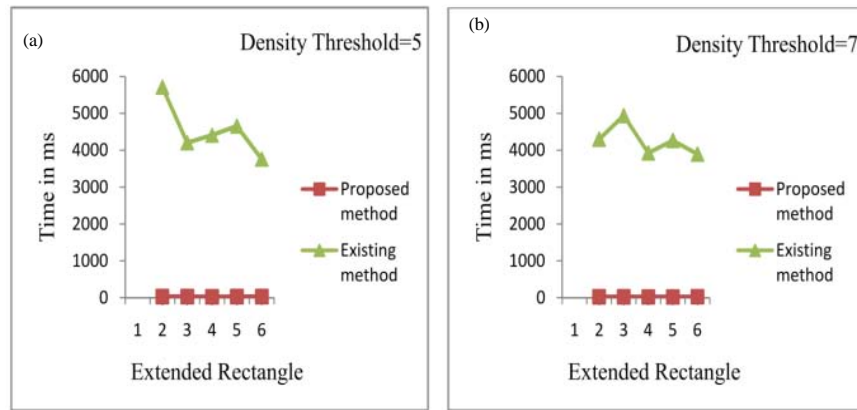 (a)
Density Threshold=5
6000
5000
4000
3000
2000
1000
0
Time in ms
1 2 3 4 5 6
Extended Rectangle
Proposed
method
Existing
method
(b)
Density Threshold=7
6000
5000
4000
3000
2000
1000
0
Time in ms
1 2 3 4 5 6
Extended Rectangle
Proposed
method
Existing
method